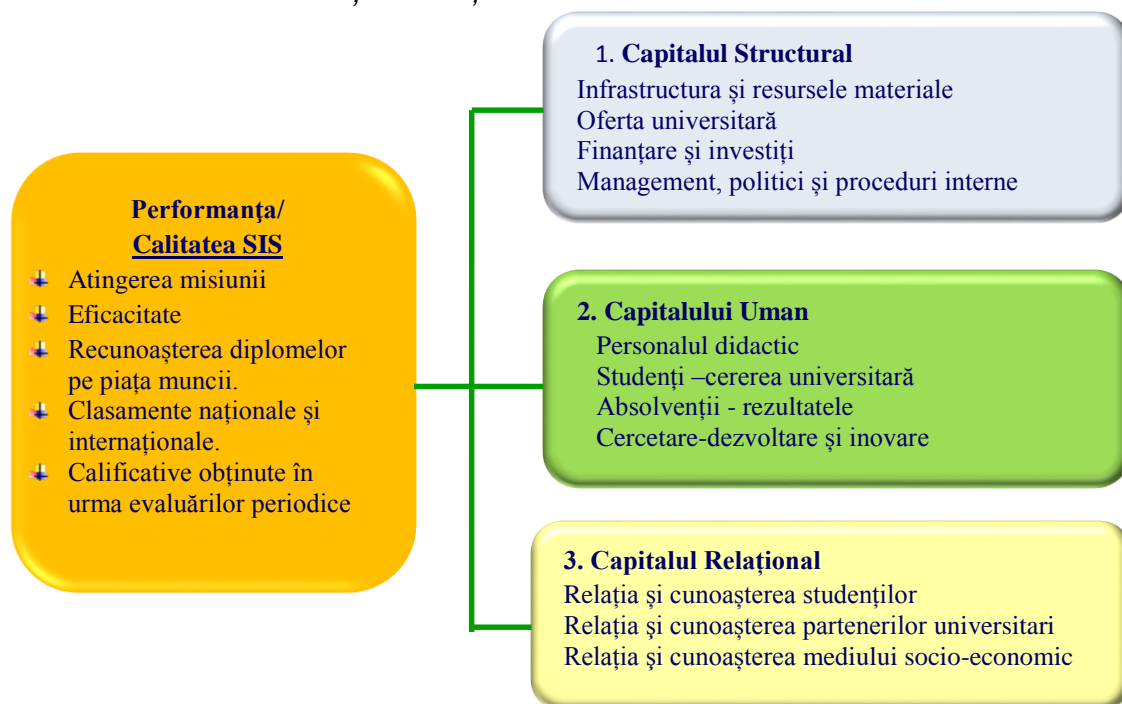 Performanţa/
Calitatea SIS
Atingerea misiunii
Eficacitate
Recunoașterea diplomelor
pe piața muncii.
Clasamente naționale și
internaționale.
Calificative obținute în
urma evaluărilor periodice
1. Capitalul Structural
Infrastructura și resursele materiale
Oferta universitară
Finanțare și investiți
Management, politici și proceduri interne
2. Capitalului Uman
Personalul didactic
Studenți –cererea universitară
Absolvenții - rezultatele
Cercetare-dezvoltare și inovare
3. Capitalul Relațional
Relația și cunoașterea studenților
Relația şi cunoașterea partenerilor universitari
Relația şi cunoașterea mediului socio-economic